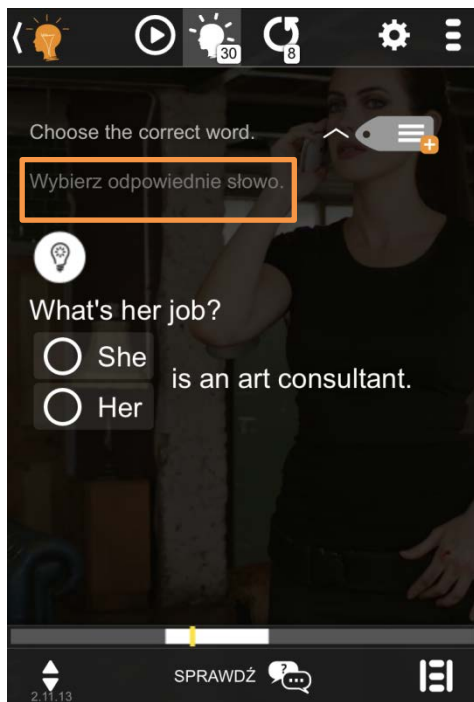 30
8
Choose the correct word.
Wybierz odpowiednie słowo.
What's her job?
She
is an art consultant.
Her
SPRAWDŹ
2.11.13